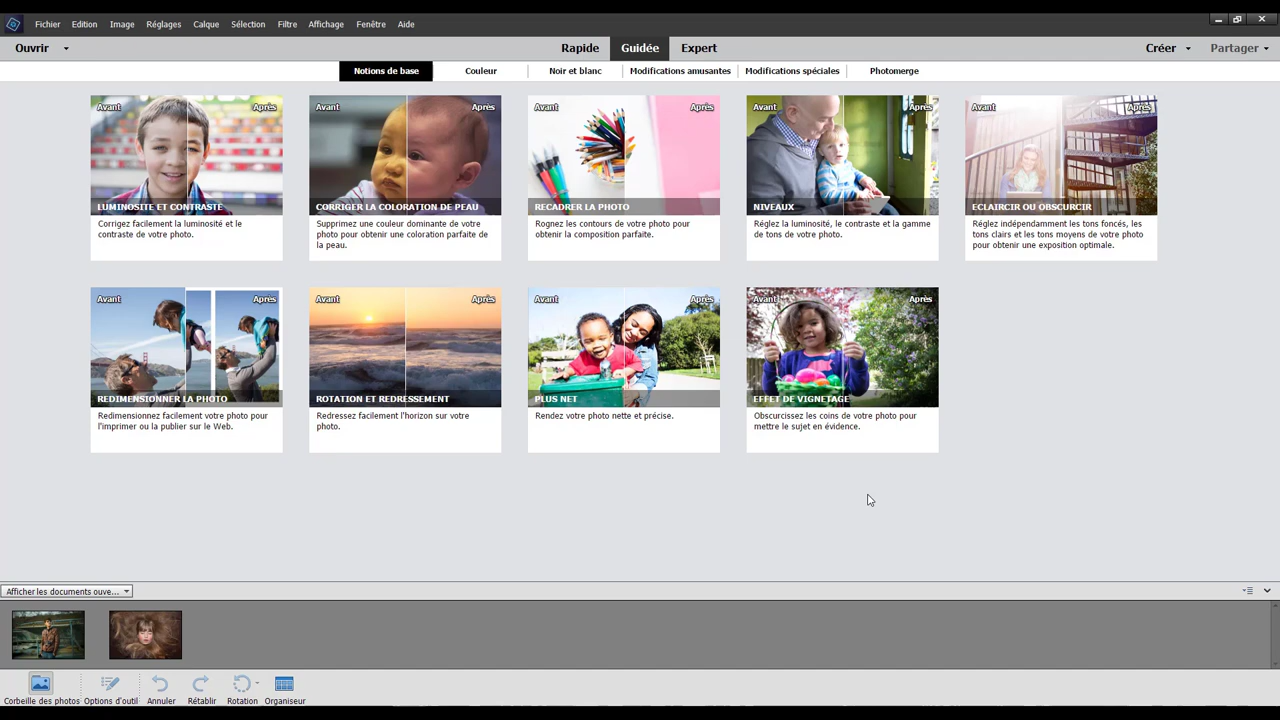 Fichier Edition Image Réglages Calque Sélection Filtre Affichage Fenêtre Aide
Ouvrir Rapide Guidée Expert Créer Partager
Notions de base Couleur Noir et blanc Modifications amusantes Modifications spéciales Photomerge
Avant Après
LUMINOSITE ET CONTRASTE
Corrigez facilement la luminosité et le
contraste de votre photo.
Avant Après
CORRIGER LA COLORATION DE PEAU
Supprimez une couleur dominante de votre
photo pour obtenir une coloration parfaite de
la peau.
Avant
RECADRER LA PHOTO
Rognez les contours de votre photo pour
obtenir la composition parfaite.
Avant Après
NIVEAUX
Réglez la luminosité, le contraste et la gamme
de tons de votre photo.
Avant Après
ECLAIRCIR OU OBSCURCIR
Réglez indépendamment les tons foncés, les
tons clairs et les tons moyens de votre photo
pour obtenir une exposition optimale.
Avant Après
REDIMENSIONNER LA PHOTO
Redimensionnez facilement votre photo pour
l'imprimer ou la publier sur le Web.
Avant Après
ROTATION ET REDRESSEMENT
Redressez facilement l'horizon sur votre
photo.
Avant Après
PLUS NET
Rendez votre photo nette et précise.
Avant Après
EFFET DE VIGNETAGE
Obscurcissez les coins de votre photo pour
mettre le sujet en évidence.
Afficher les documents ouve...
Corbeille des photos Options d'outil Annuler Rétablir Rotation Organiseur